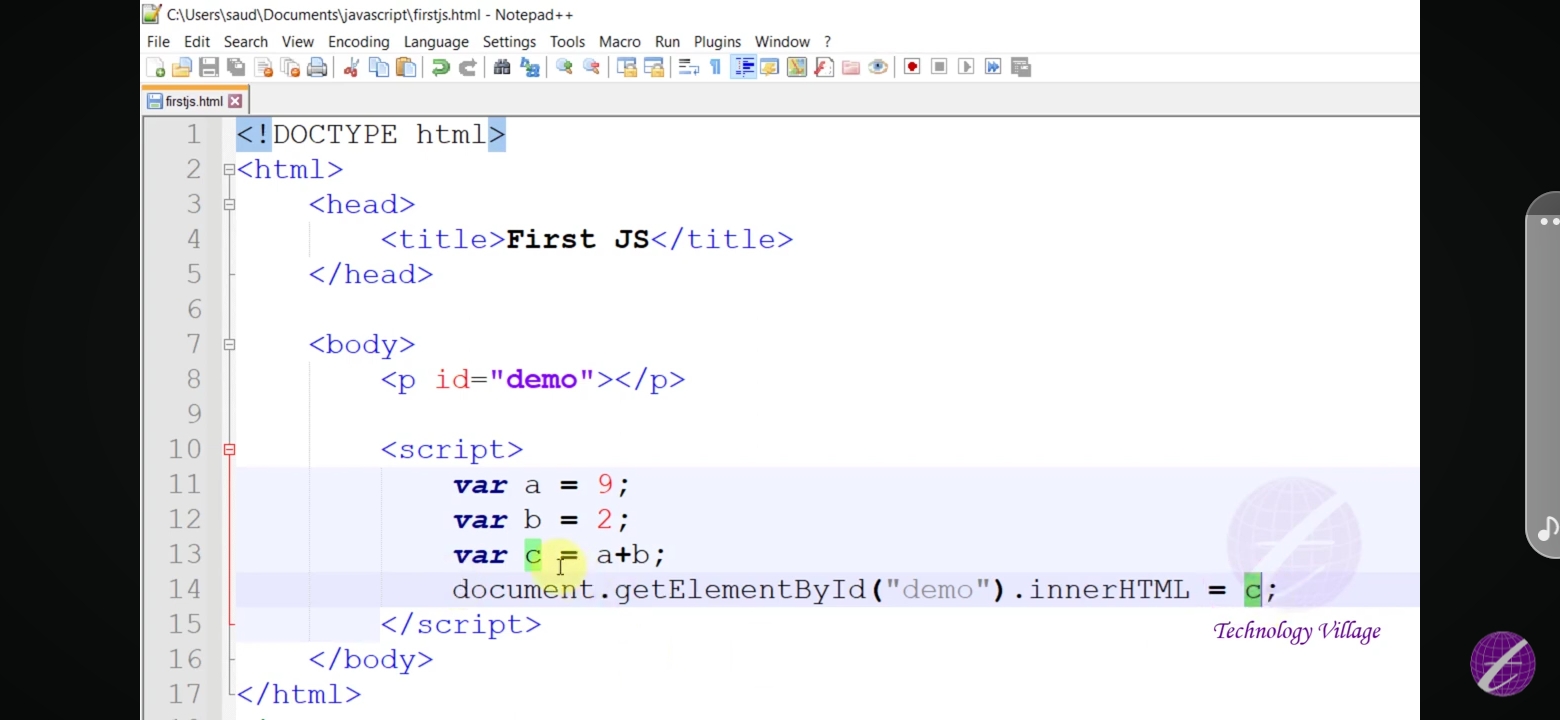 C:\Users\saud\Documents\javascript\firstjs.html - Notepad++
File Edit Search View Encoding Language Settings Tools Macro Run Plugins Window ?
firstjs.html
1 <!DOCTYPE html>
2 <html>
3 <head>
4 <title>First JS</title>
5 </head>
6
7 <body>
8 <p id="demo"></p>
9
10 <script>
11 var a = 9;
12 var b = 2;
13 var c = a+b;
14 document.getElementById("demo").innerHTML = c;
15 </script>
Technology Village
16 </body>
17 </html>